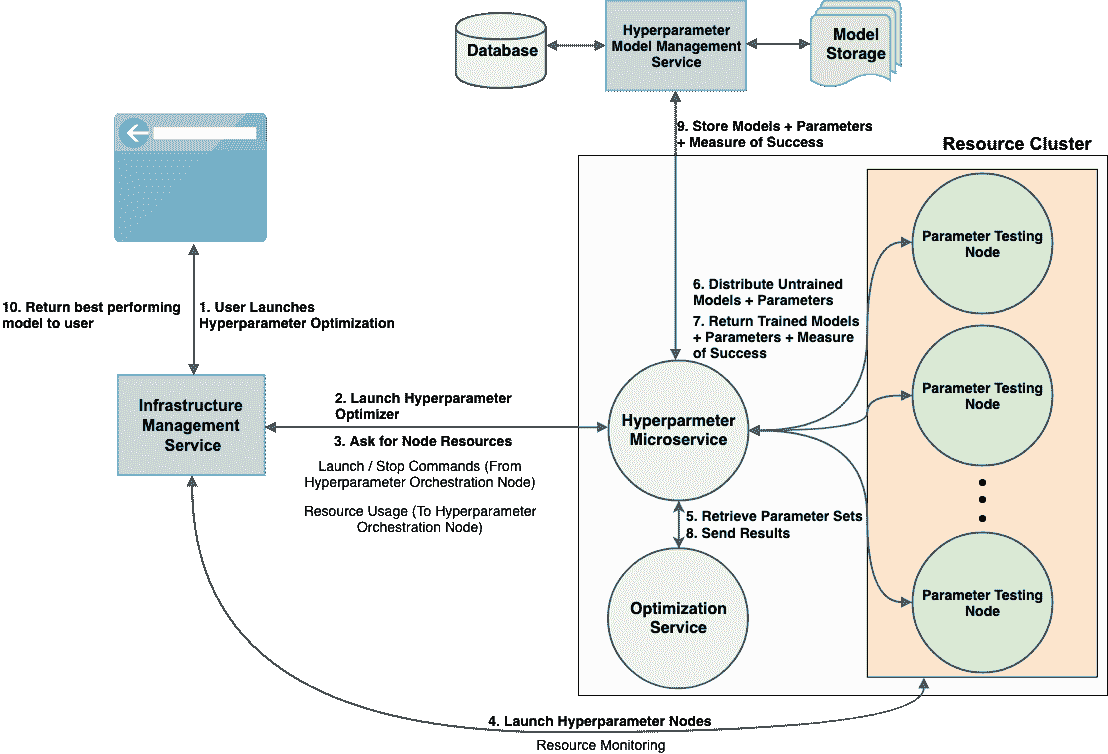 Database
Hyperparameter
Model Management
Service
Model
Storage
9. Store Models + Parameters
+ Measure of Success
Resource Cluster
Parameter Testing
Node
10. Return best performing
model to user
1. User Launches
Hyperparameter Optimization
6. Distribute Untrained
Models + Parameters
7. Return Trained Models
+ Parameters + Measure
of Success
Parameter Testing
Node
Infrastructure
Management
Service
2. Launch Hyperparameter
Optimizer
3. Ask for Node Resources
Launch / Stop Commands (From
Hyperparameter Orchestration Node)
Resource Usage (To Hyperparameter
Orchestration Node)
Hyperparmeter
Microservice
5. Retrieve Parameter Sets
8. Send Results
Optimization
Service
Parameter Testing
Node
4. Launch Hyperparameter Nodes
Resource Monitoring